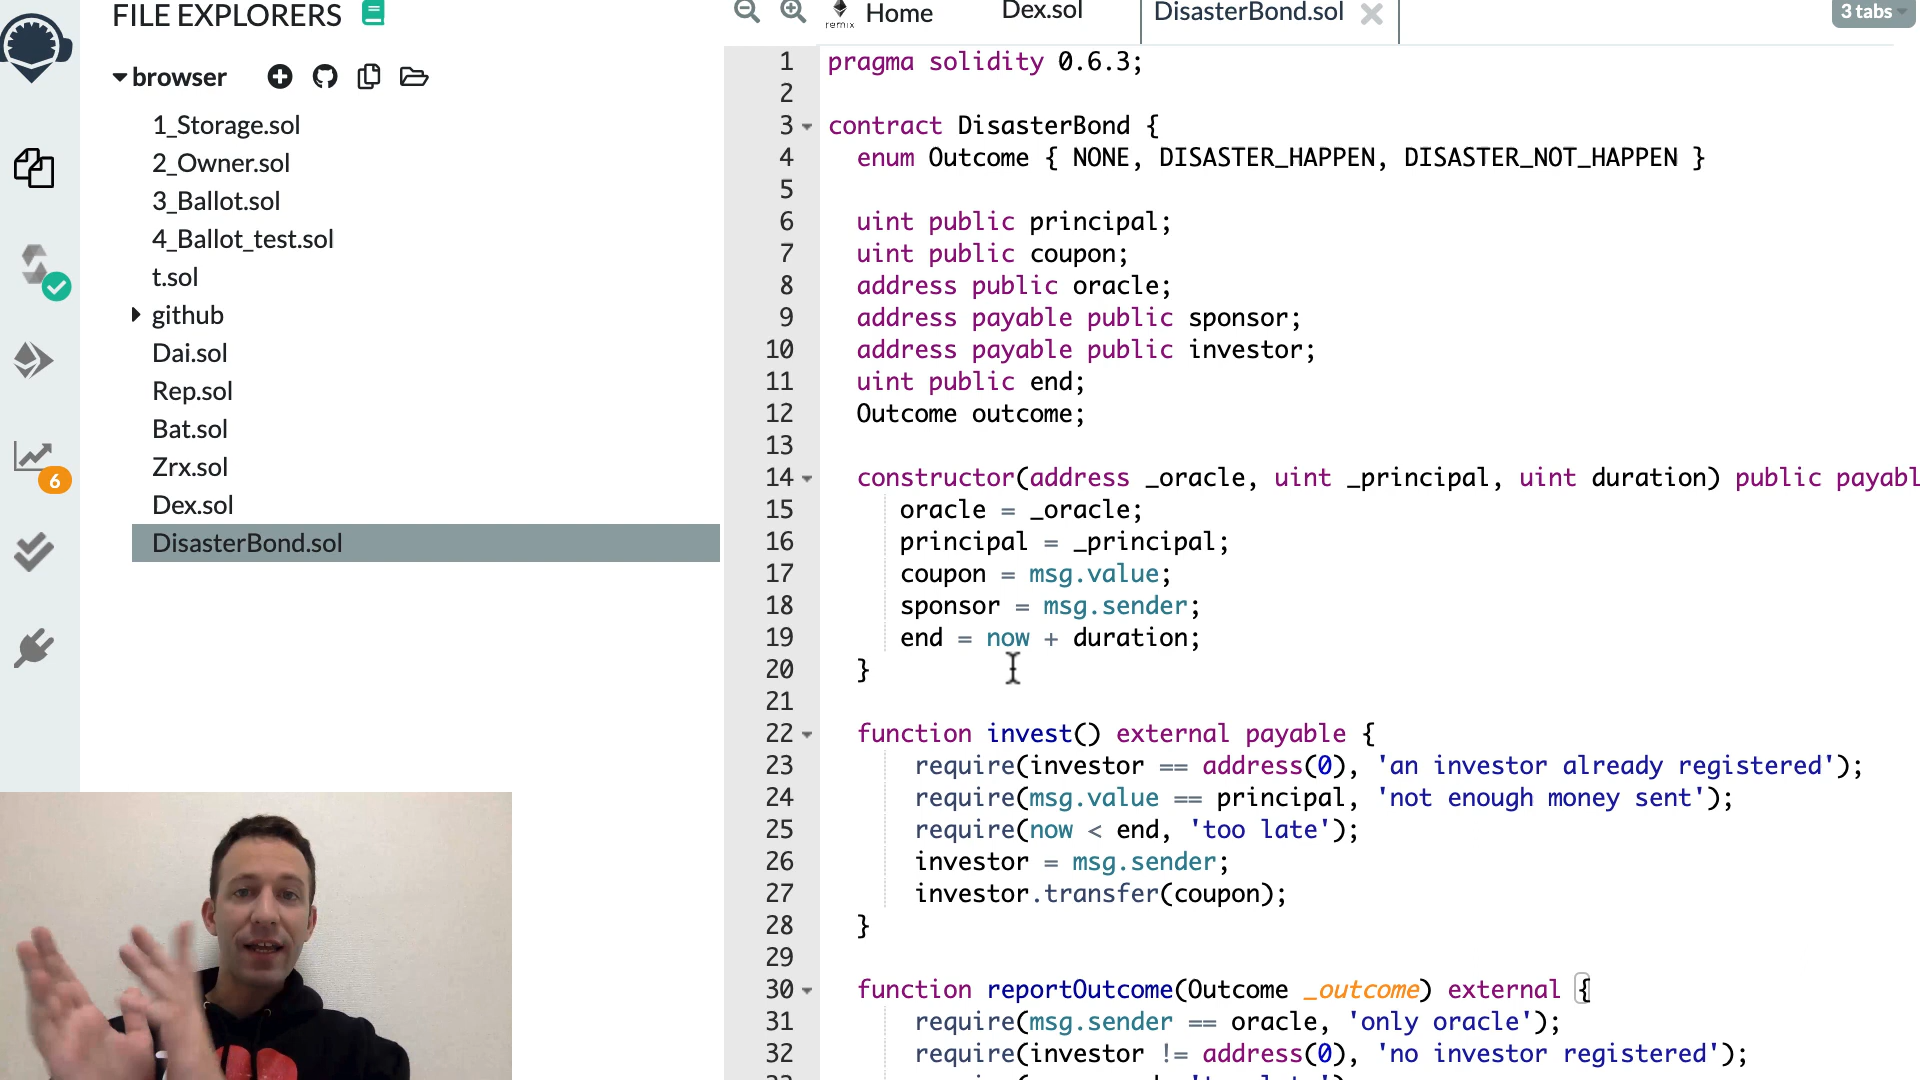 FILE EXPLORERS
browser
1_Storage.sol
2_Owner.sol
3_Ballot.sol
4_Ballot_test.sol
t.sol
github
Dai.sol
Rep.sol
Bat.sol
Zrx.sol
Dex.sol
DisasterBond.sol
6
remix
Home
Dex.sol
DisasterBond.sol
3 tabs
1 pragma solidity 0.6.3;
2
3 contract DisasterBond {
4 enum Outcome { NONE, DISASTER_HAPPEN, DISASTER_NOT_HAPPEN }
5
6 uint public principal;
7 uint public coupon;
8 address public oracle;
9 address payable public sponsor;
10 address payable public investor;
11 uint public end;
12 Outcome outcome;
13
14 constructor(address _oracle, uint _principal, uint duration) public payabl
15 oracle = _oracle;
16 principal = _principal;
17 coupon = msg.value;
18 sponsor = msg.sender;
19 end = now + duration;
20 }
21
22 function invest() external payable {
23 require(investor == address(0), 'an investor already registered');
24 require(msg.value == principal, 'not enough money sent');
25 require(now < end, 'too late');
26 investor = msg.sender;
27 investor.transfer(coupon);
28 }
29
30 function reportOutcome(Outcome _outcome) external {
31 require(msg.sender == oracle, 'only oracle');
32 require(investor != address(0), 'no investor registered');